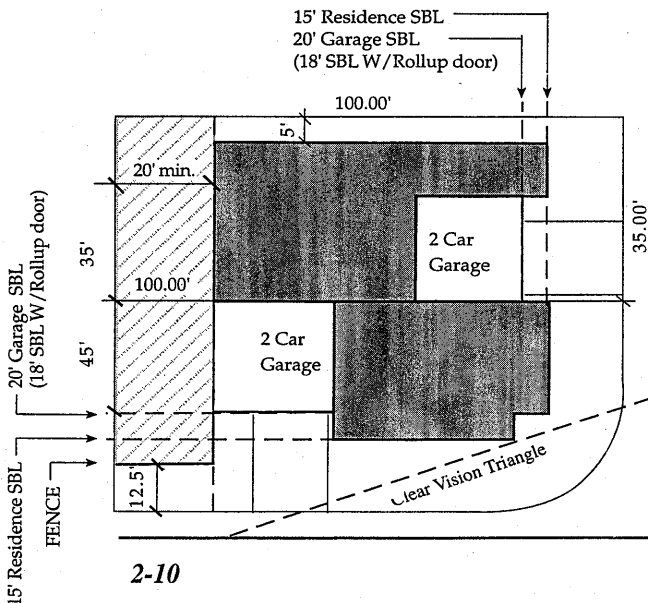 15' Residence SBL
20' Garage SBL
(18' SBL W/Rollup door)
100.00'
5'
20' min.
35.00'
2 Car
Garage
35'
100.00'
20' Garage SBL
(18' SBL W/Rollup door)
45'
2 Car
Garage
15' Residence SBL
FENCE
12.5'
Clear Vision Triangle
2-10